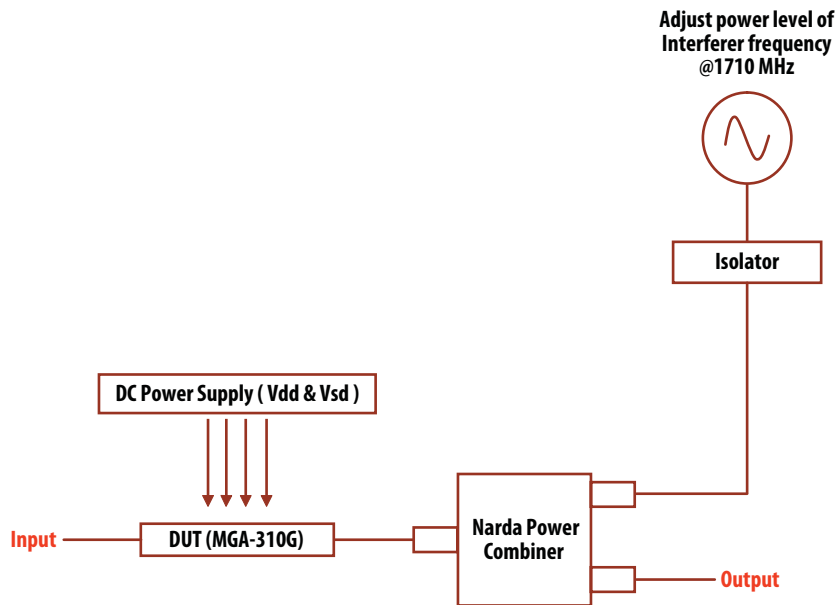 Adjust power level of
Interferer frequency
@1710 MHz
Isolator
DC Power Supply ( Vdd & Vsd )
Input
DUT (MGA-310G)
Narda Power
Combiner
Output